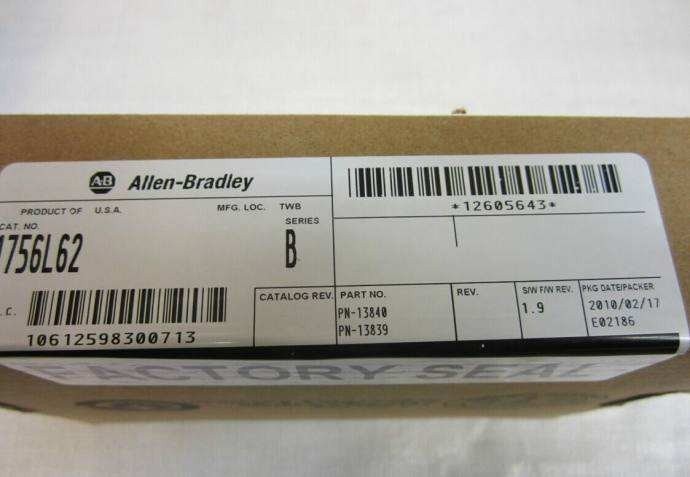 AB Allen-Bradley
*12605643*
PRODUCT OF U.S.A.
MFG. LOC. TWB
CAT. NO.
SERIES
1756L62
B
CATALOG REV.
PART NO.
REV.
S/W F/W REV.
PKG DATE/PACKER
PN-13840
PN-13839
1.9
2010/02/17
E02186
.C.
10612598300713
FACTORY SEAL